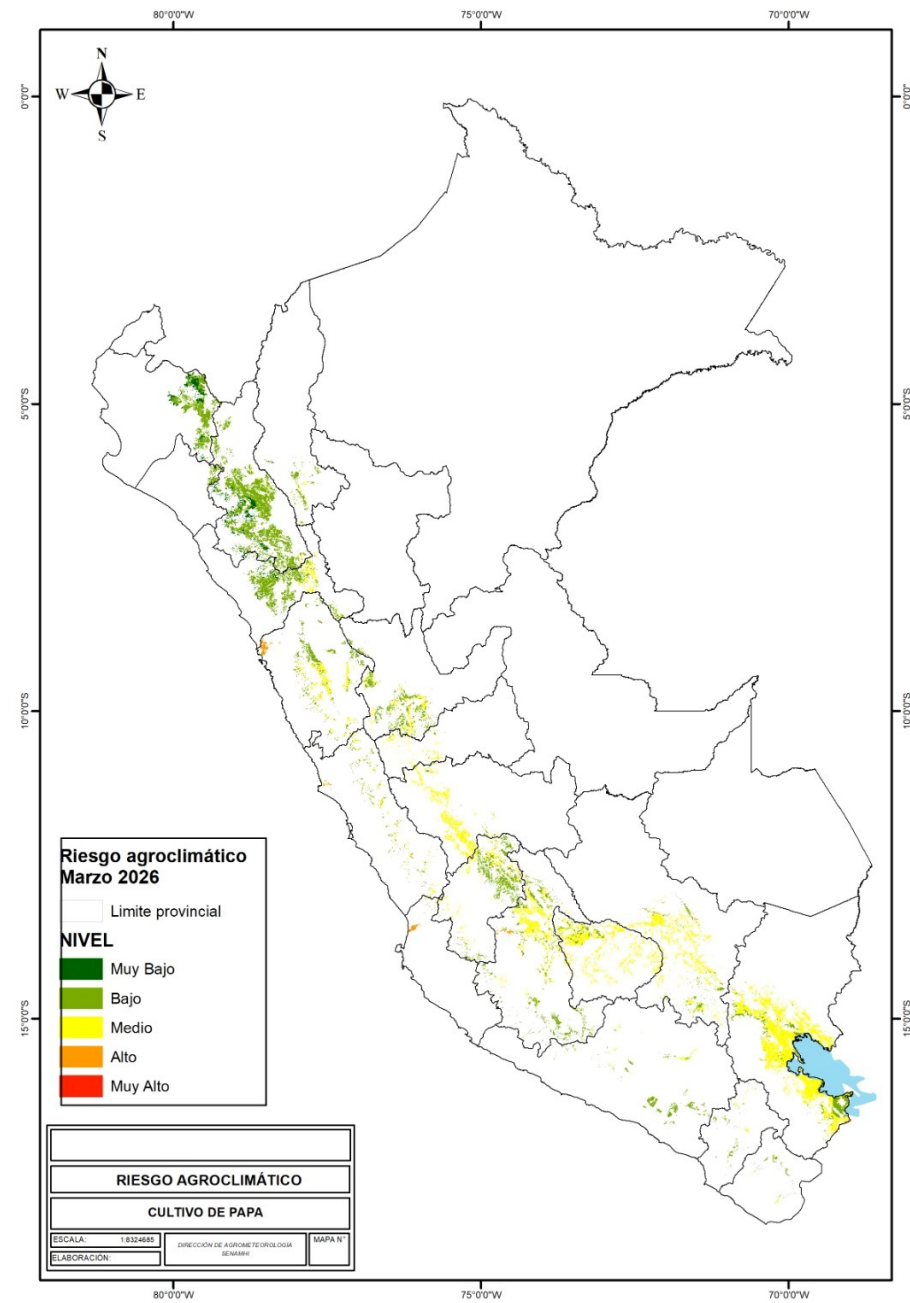 80°0'0"W 75°0'0"W 70°0'0"W
N
W E
S
0°0'0" 0°0'0"
5°0'0"S 5°0'0"S
10°0'0"S 10°0'0"S
15°0'0"S 15°0'0"S
Riesgo agroclimático
Marzo 2026
Limite provincial
NIVEL
Muy Bajo
Bajo
Medio
Alto
Muy Alto
RIESGO AGROCLIMÁTICO
CULTIVO DE PAPA
ESCALA: 1:8324685
DIRECCIÓN DE AGROMETEOROLOGÍA
SENAMHI
MAPA N°
ELABORACIÓN:
80°0'0"W 75°0'0"W 70°0'0"W